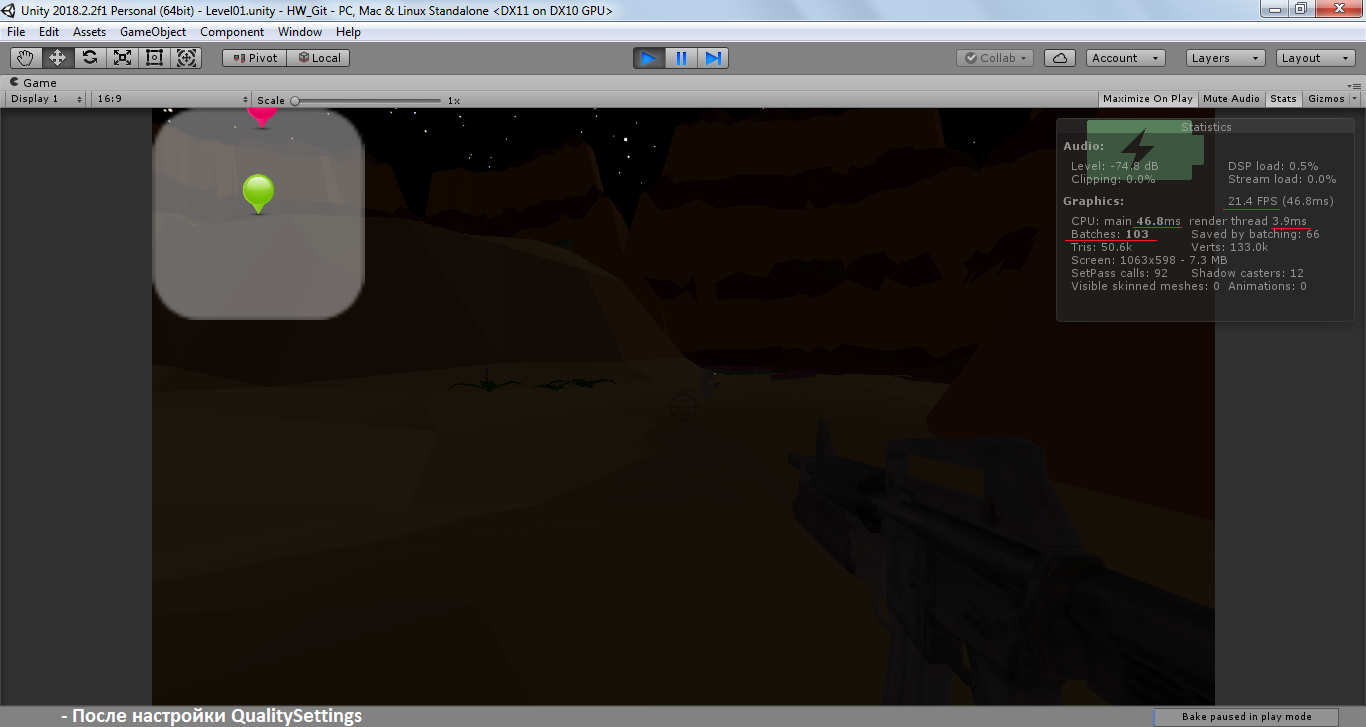 Unity 2018.2.2f1 Personal (64bit) - Level01.unity - HW_Git - PC, Mac & Linux Standalone <DX11 on DX10 GPU>
File Edit Assets GameObject Component Window Help
Pivot Local Collab Account Layers Layout
Game
Display 1 16:9 Scale 1x Maximize On Play Mute Audio Stats Gizmos
Statistics
Audio:
Level: -74.8 dB DSP load: 0.5%
Clipping: 0.0% Stream load: 0.0%
Graphics: 21.4 FPS (46.8ms)
CPU: main 46.8ms render thread 3.9ms
Batches: 103 Saved by batching: 66
Tris: 50.6k Verts: 133.0k
Screen: 1063x598 - 7.3 MB
SetPass calls: 92 Shadow casters: 12
Visible skinned meshes: 0 Animations: 0
- После настройки QualitySettings
Bake paused in play mode